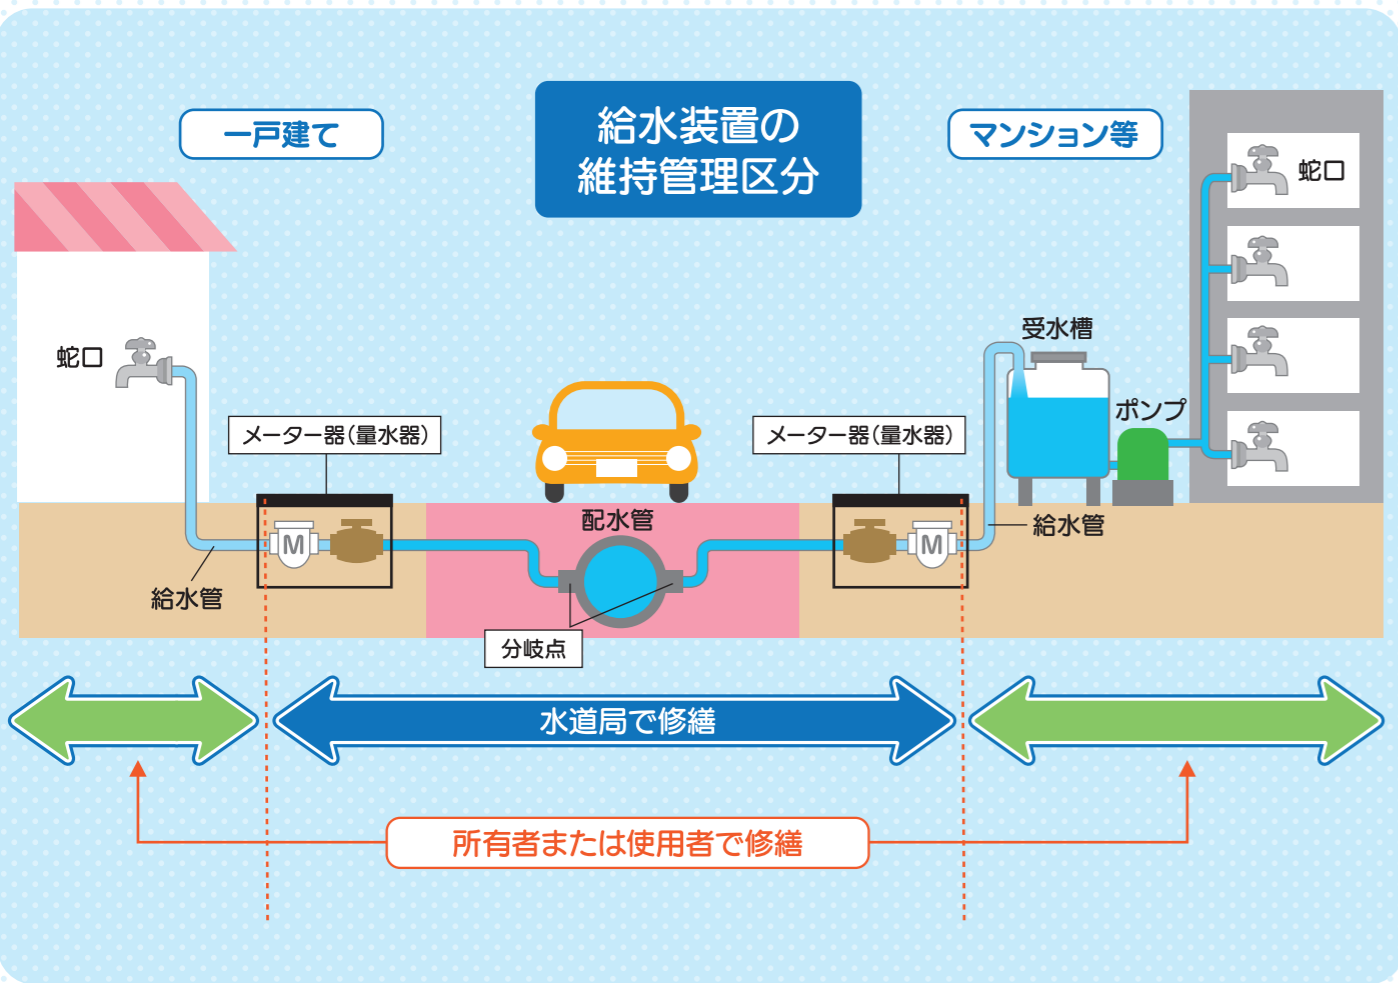 給水装置の
維持管理区分
一戸建て
マンション等
蛇口
蛇口
受水槽
ポンプ
メーター器(量水器)
メーター器(量水器)
配水管
給水管
M
M
給水管
分岐点
水道局で修繕
所有者または使用者で修繕